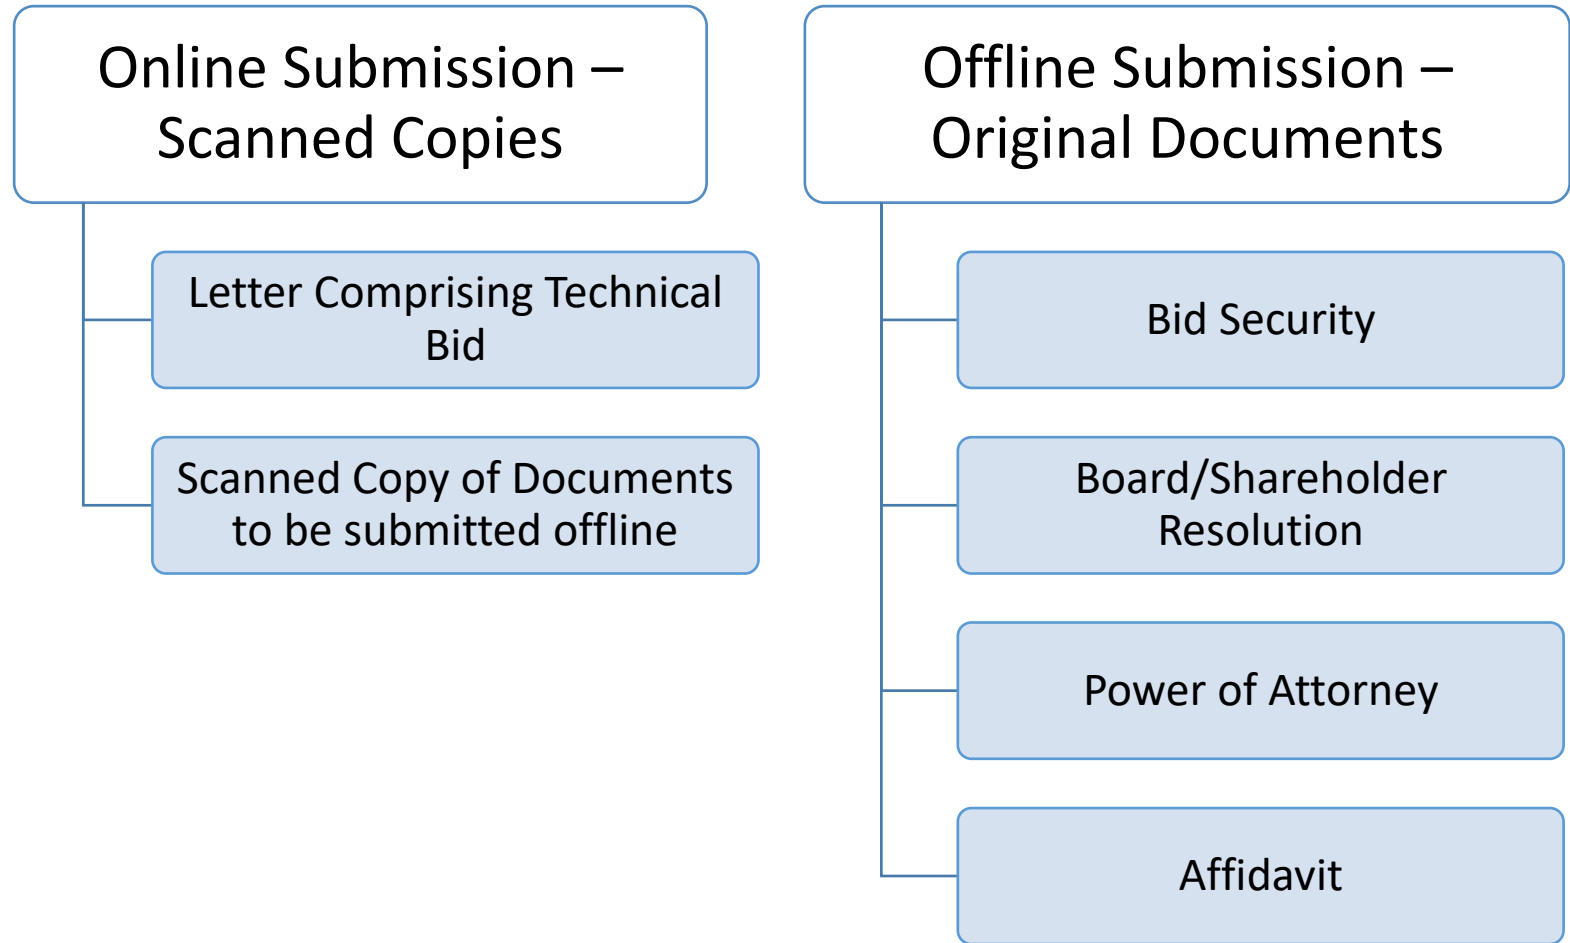 Online Submission –
Scanned Copies
Letter Comprising Technical
Bid
Scanned Copy of Documents
to be submitted offline
Offline Submission –
Original Documents
Bid Security
Board/Shareholder
Resolution
Power of Attorney
Affidavit